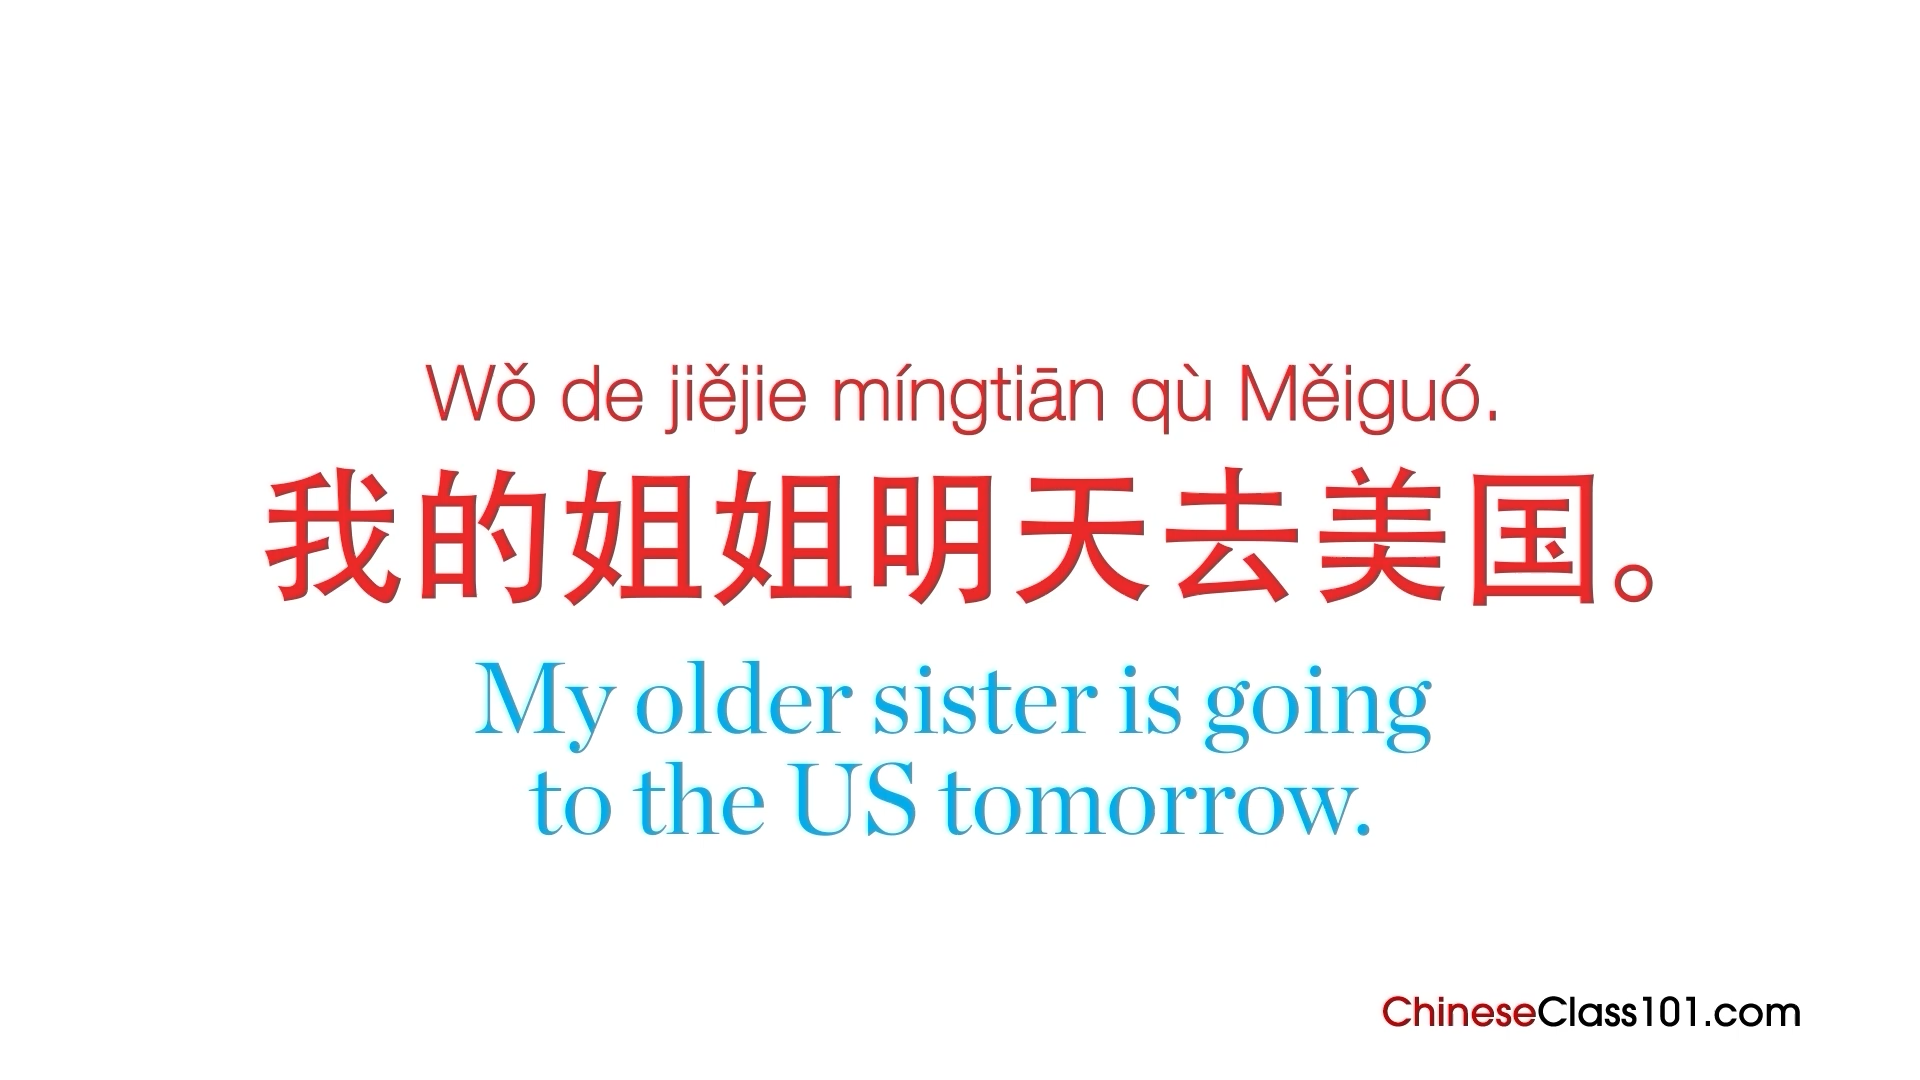 Wǒ de jiějie míngtiān qù Měiguó.
我的姐姐明天去美国。
My older sister is going
to the US tomorrow.
ChineseClass101.com